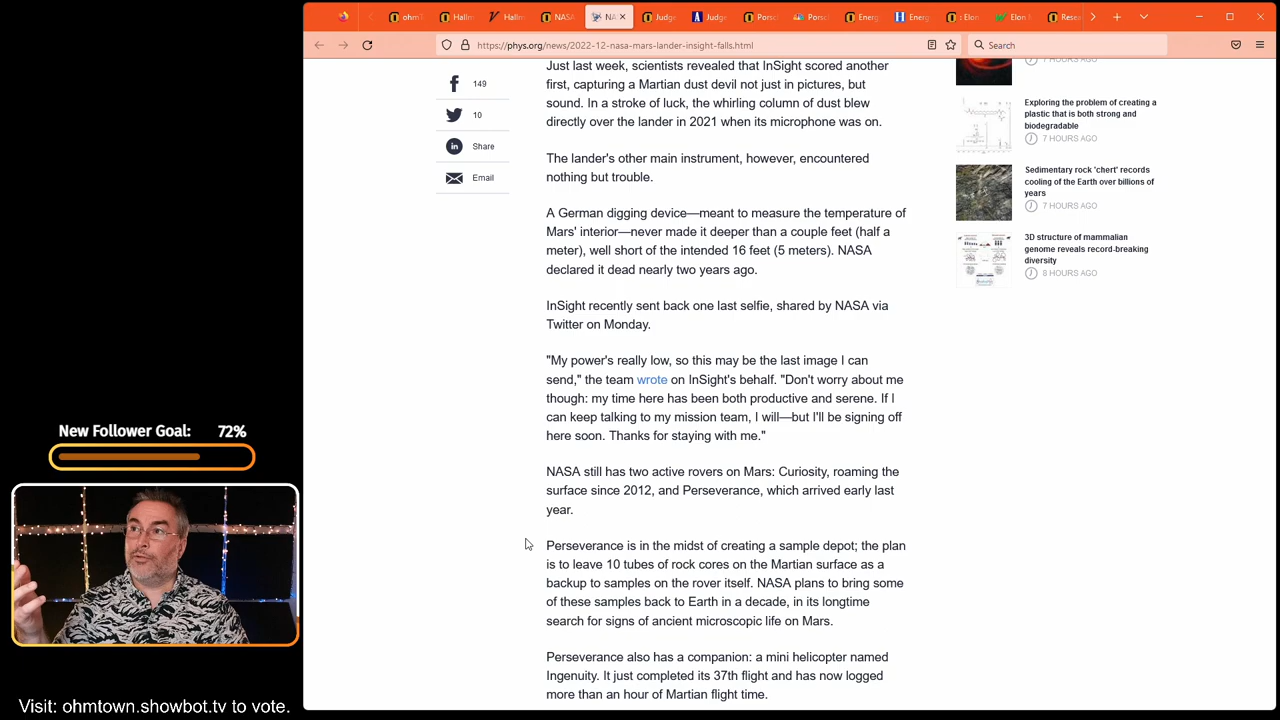 ohmT
Hallm
Hallm
NASA
NAS
Judge
Judge
Porsc
Porsc
Energ
Energ
: Elon
Elon M
Resea
https://phys.org/news/2022-12-nasa-mars-lander-insight-falls.html
Search
149
10
Share
Email
Just last week, scientists revealed that InSight scored another
first, capturing a Martian dust devil not just in pictures, but
sound. In a stroke of luck, the whirling column of dust blew
directly over the lander in 2021 when its microphone was on.
The lander's other main instrument, however, encountered
nothing but trouble.
A German digging device—meant to measure the temperature of
Mars' interior—never made it deeper than a couple feet (half a
meter), well short of the intended 16 feet (5 meters). NASA
declared it dead nearly two years ago.
InSight recently sent back one last selfie, shared by NASA via
Twitter on Monday.
"My power's really low, so this may be the last image I can
send," the team wrote on InSight's behalf. "Don't worry about me
though: my time here has been both productive and serene. If I
can keep talking to my mission team, I will—but I'll be signing off
here soon. Thanks for staying with me."
NASA still has two active rovers on Mars: Curiosity, roaming the
surface since 2012, and Perseverance, which arrived early last
year.
Perseverance is in the midst of creating a sample depot; the plan
is to leave 10 tubes of rock cores on the Martian surface as a
backup to samples on the rover itself. NASA plans to bring some
of these samples back to Earth in a decade, in its longtime
search for signs of ancient microscopic life on Mars.
Perseverance also has a companion: a mini helicopter named
Ingenuity. It just completed its 37th flight and has now logged
more than an hour of Martian flight time.
7 HOURS AGO
Exploring the problem of creating a
plastic that is both strong and
biodegradable
7 HOURS AGO
Sedimentary rock 'chert' records
cooling of the Earth over billions of
years
7 HOURS AGO
3D structure of mammalian
genome reveals record-breaking
diversity
8 HOURS AGO
New Follower Goal: 72%
Visit: ohmtown.showbot.tv to vote.